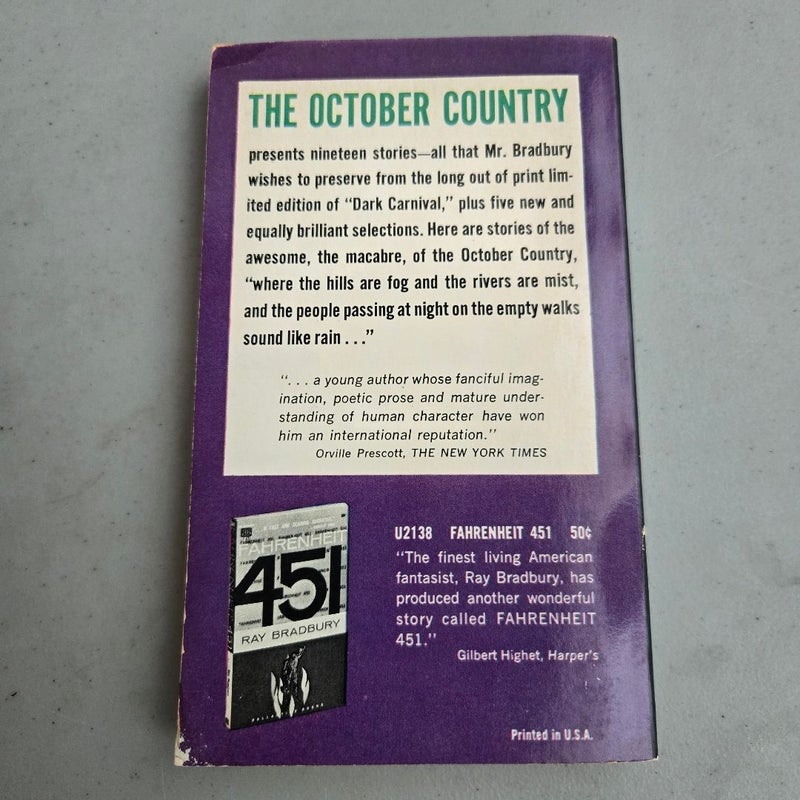 THE OCTOBER COUNTRY
presents nineteen stories—all that Mr. Bradbury
wishes to preserve from the long out of print lim-
ited edition of "Dark Carnival," plus five new and
equally brilliant selections. Here are stories of the
awesome, the macabre, of the October Country,
"where the hills are fog and the rivers are mist,
and the people passing at night on the empty walks
sound like rain . . ."
". . . a young author whose fanciful imag-
ination, poetic prose and mature under-
standing of human character have won
him an international reputation."
Orville Prescott, THE NEW YORK TIMES
FAHRENHEIT
451
RAY BRADBURY
U2138 FAHRENHEIT 451 50¢
"The finest living American
fantasist, Ray Bradbury, has
produced another wonderful
story called FAHRENHEIT
451."
Gilbert Highet, Harper's
Printed in U.S.A.